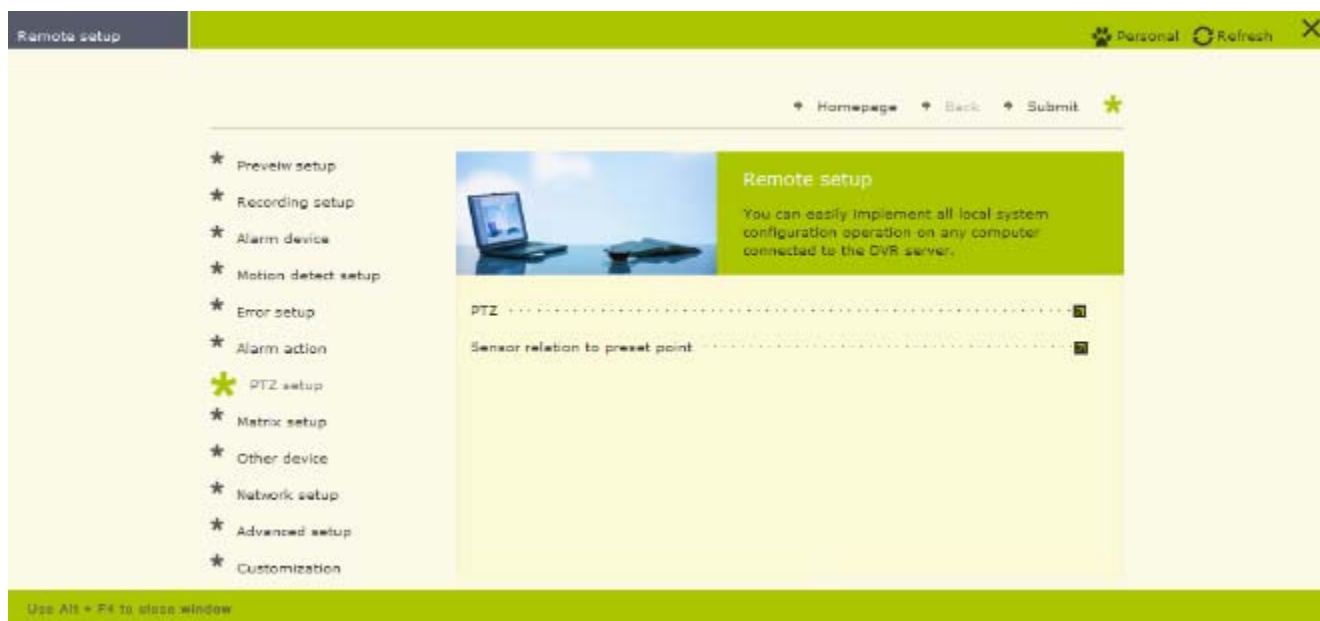 Remote setup
Personal Refresh
Homepage Back Submit
Preveiw setup
Recording setup
Alarm device
Motion detect setup
Error setup
Alarm action
PTZ setup
Matrix setup
Other device
Network setup
Advanced setup
Customization
Remote setup
You can easily implement all local system
configuration operation on any computer
connected to the DVR server.
PTZ
Sensor relation to preset point
Use Alt + F4 to close window